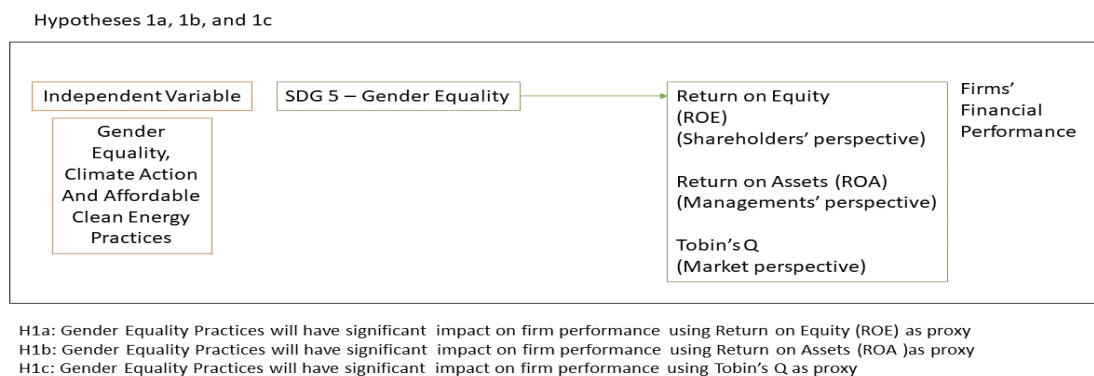 Hypotheses 1a, 1b, and 1c
Independent Variable
Gender
Equality,
Climate Action
And Affordable
Clean Energy
Practices
SDG 5 – Gender Equality
Return on Equity
(ROE)
(Shareholders’ perspective)
Return on Assets (ROA)
(Managements’ perspective)
Tobin’s Q
(Market perspective)
Firms’
Financial
Performance
H1a: Gender Equality Practices will have significant impact on firm performance using Return on Equity (ROE) as proxy
H1b: Gender Equality Practices will have significant impact on firm performance using Return on Assets (ROA )as proxy
H1c: Gender Equality Practices will have significant impact on firm performance using Tobin’s Q as proxy